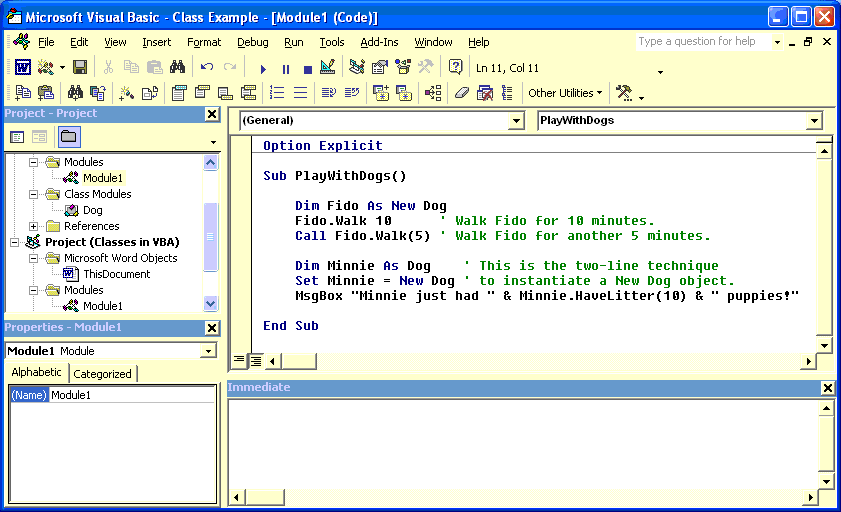 Microsoft Visual Basic - Class Example - [Module1 (Code)]
File Edit View Insert Format Debug Run Tools Add-Ins Window Help Type a question for help
Ln 11, Col 11
Other Utilities
Project - Project
Modules
Module1
Class Modules
Dog
References
Project (Classes in VBA)
Microsoft Word Objects
ThisDocument
Modules
Module1
Properties - Module1
Module1 Module
Alphabetic Categorized
(Name) Module1
(General) PlayWithDogs
Option Explicit
Sub PlayWithDogs()
Dim Fido As New Dog
Fido.Walk 10 ' Walk Fido for 10 minutes.
Call Fido.Walk(5) ' Walk Fido for another 5 minutes.
Dim Minnie As Dog ' This is the two-line technique
Set Minnie = New Dog ' to instantiate a New Dog object.
MsgBox "Minnie just had " & Minnie.HaveLitter(10) & " puppies!"
End Sub
Immediate